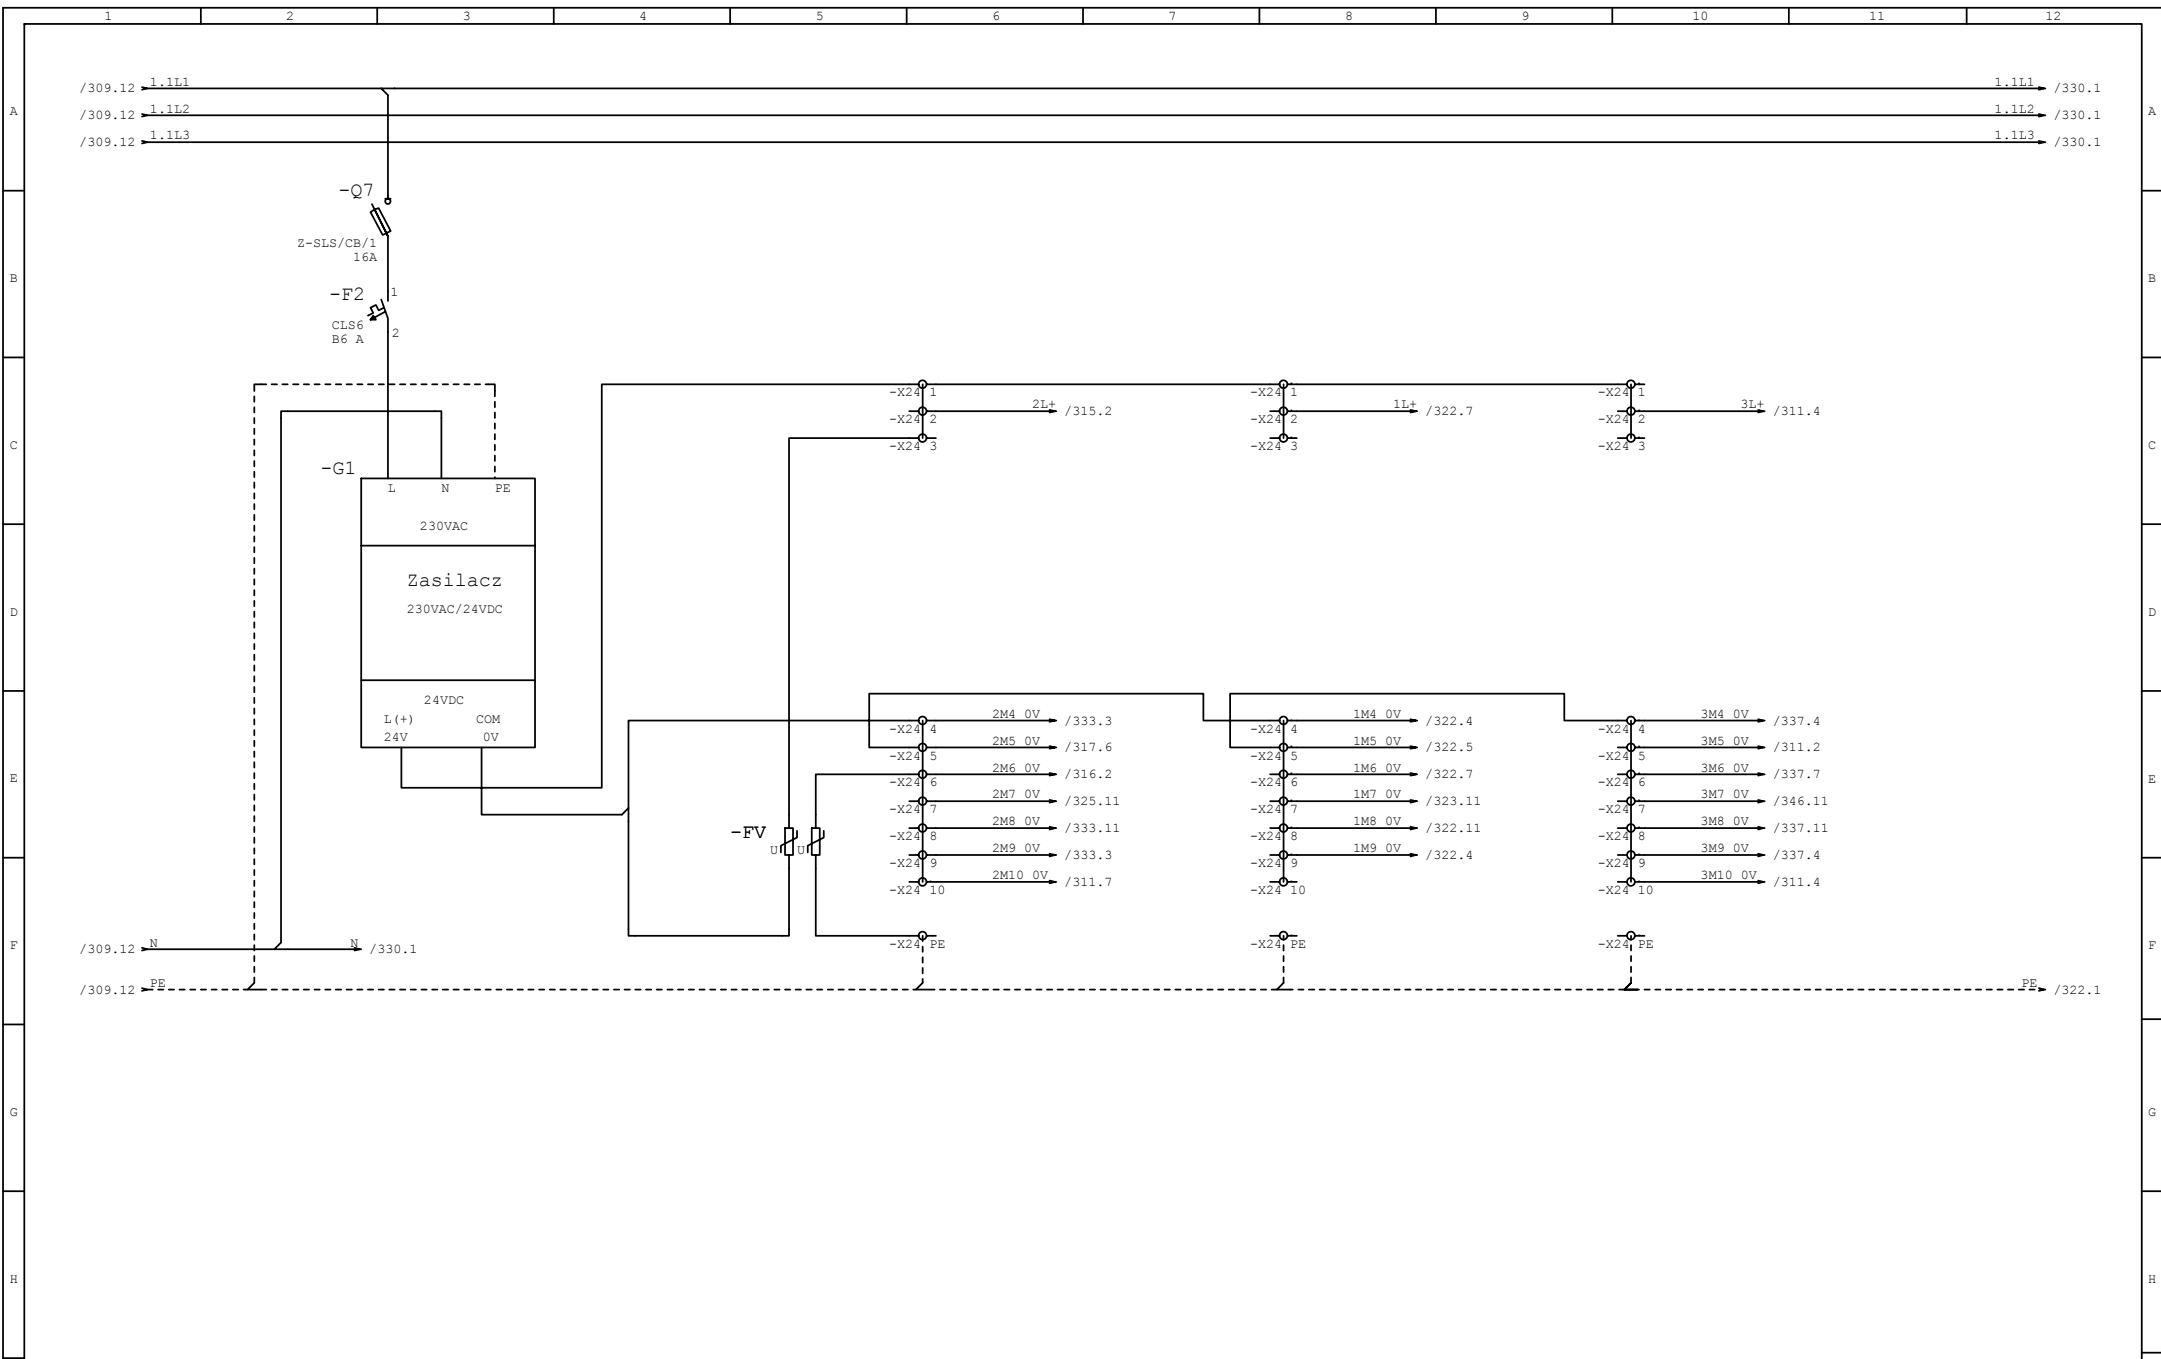 1 2 3 4 5 6 7 8 9 10 11 12
/309.12 1.1L1 1.1L1 /330.1
A /309.12 1.1L2 1.1L2 /330.1 A
/309.12 1.1L3 1.1L3 /330.1
-Q7
Z-SLS/CB/1
16A
B B
-F2 1
CLS6
B6 A
2
-X24 1 -X24 1 -X24 1
2L+ /315.2 1L+ /322.7 3L+ /311.4
-X24 2 -X24 2 -X24 2
C -X24 3 -X24 3 -X24 3 C
-G1
L N PE
230VAC
Zasilacz
230VAC/24VDC
D D
24VDC
L(+) COM
24V 0V
2M4 0V /333.3 1M4 0V /322.4 3M4 0V /337.4
-X24 4 -X24 4 -X24 4
2M5 0V /317.6 1M5 0V /322.5 3M5 0V /311.2
-X24 5 -X24 5 -X24 5
E 2M6 0V /316.2 1M6 0V /322.7 3M6 0V /337.7 E
-X24 6 -X24 6 -X24 6
2M7 0V /325.11 1M7 0V /323.11 3M7 0V /346.11
-X24 7 -X24 7 -X24 7
2M8 0V /333.11 1M8 0V /322.11 3M8 0V /337.11
-FV
-X24 8 -X24 8 -X24 8
U U
2M9 0V /333.3 1M9 0V /322.4 3M9 0V /337.4
-X24 9 -X24 9 -X24 9
2M10 0V /311.7 3M10 0V /311.4
-X24 10 -X24 10 -X24 10
F -X24 PE -X24 PE -X24 PE F
/309.12 N N /330.1
/309.12 PE PE /322.1
G G
H H